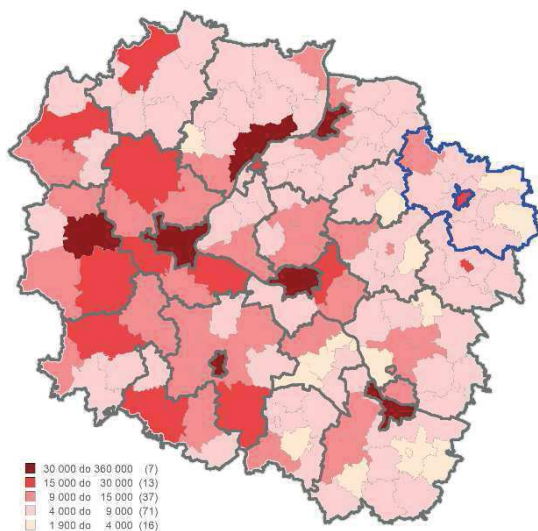 30 000 do 360 000 (7)
15 000 do 30 000 (13)
9 000 do 15 000 (37)
4 000 do 9 000 (71)
1 900 do 4 000 (16)